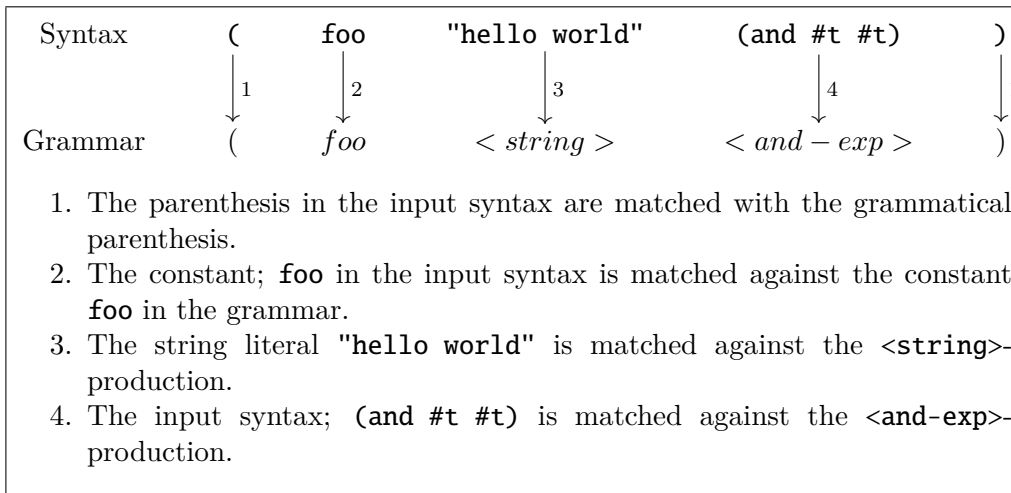 Syntax ( foo "hello world" (and #t #t) )
1 2 3 4
Grammar ( foo < string > < and − exp > )
1. The parenthesis in the input syntax are matched with the grammatical
parenthesis.
2. The constant; foo in the input syntax is matched against the constant
foo in the grammar.
3. The string literal "hello world" is matched against the <string>-
production.
4. The input syntax; (and #t #t) is matched against the <and-exp>-
production.